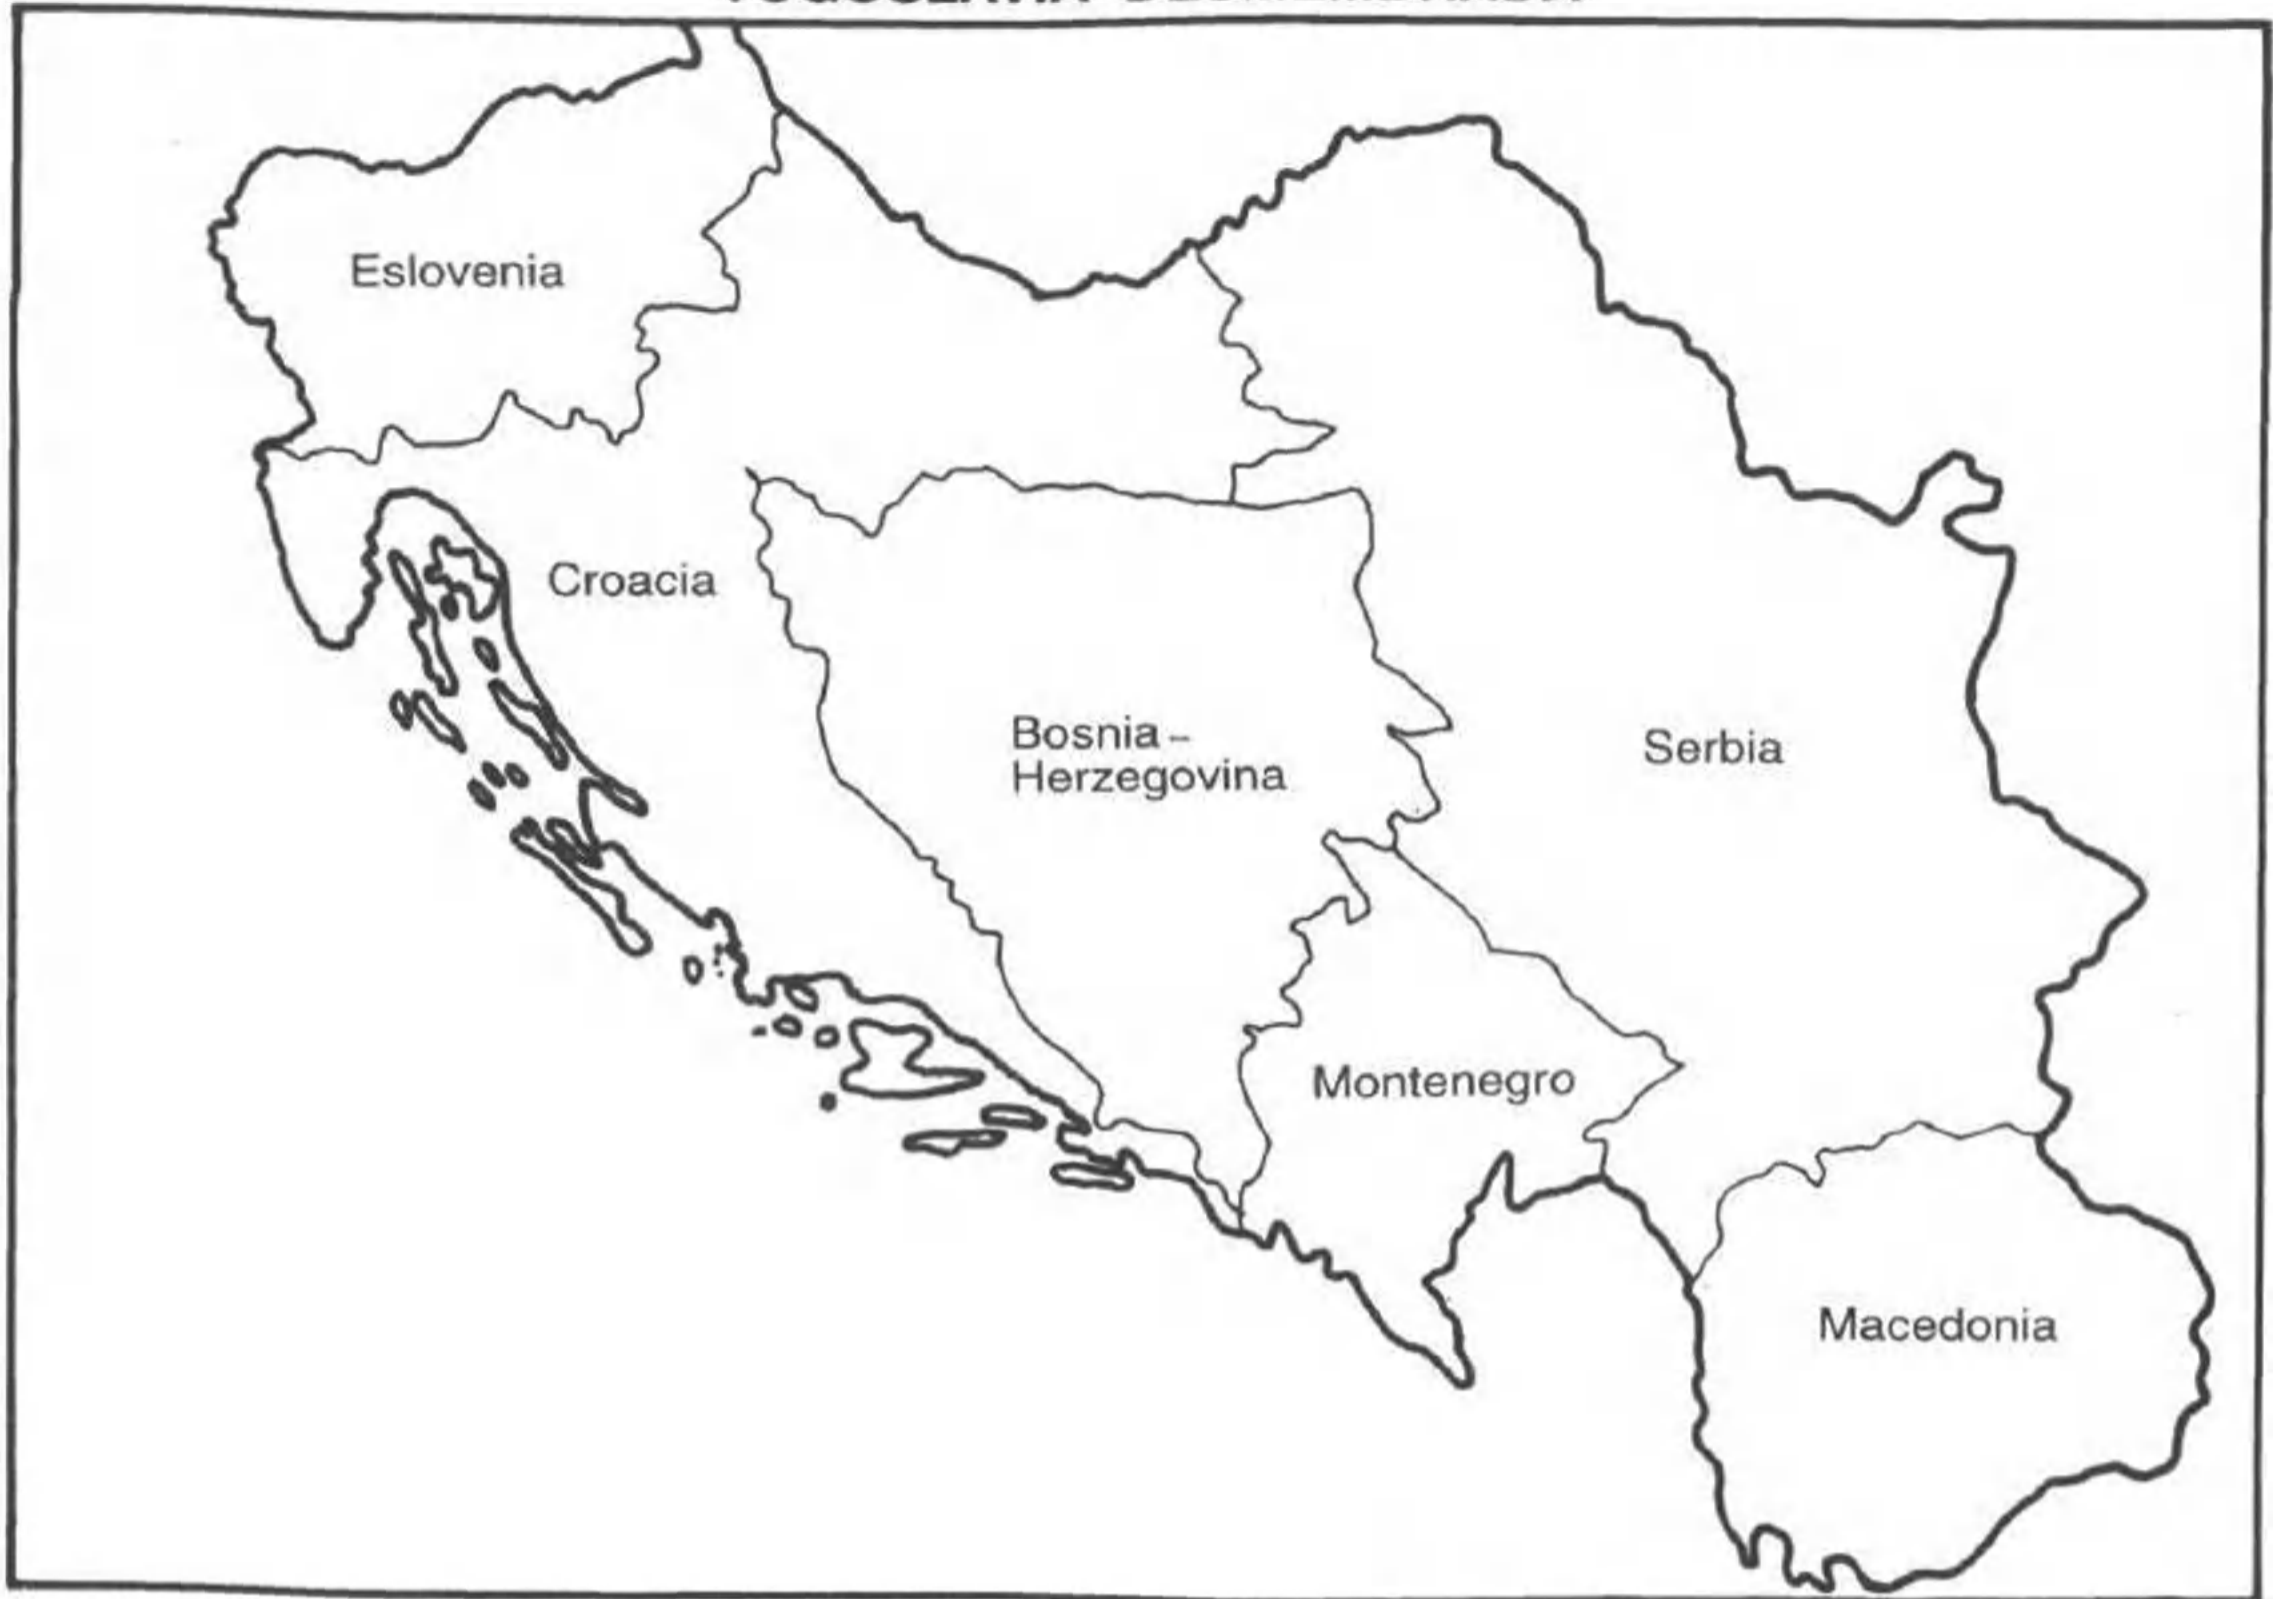 Eslovenia
Croacia
Bosnia –
Herzegovina
Serbia
Montenegro
Macedonia